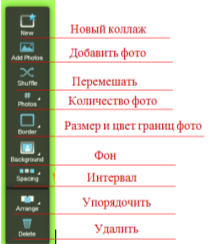 New Новый коллаж
Add Photos Добавить фото
Shuffle Перемешать
# Photos Количество фото
Border Размер и цвет границ фото
Background Фон
Spacing Интервал
Arrange Упорядочить
Delete Удалить